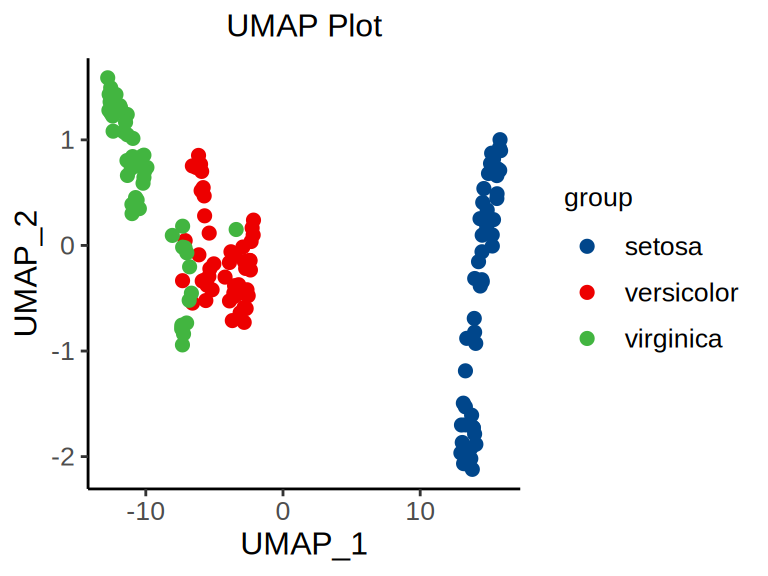 UMAP Plot
1
0
-1
-2
UMAP_2
-10 0 10
UMAP_1
group
setosa
versicolor
virginica